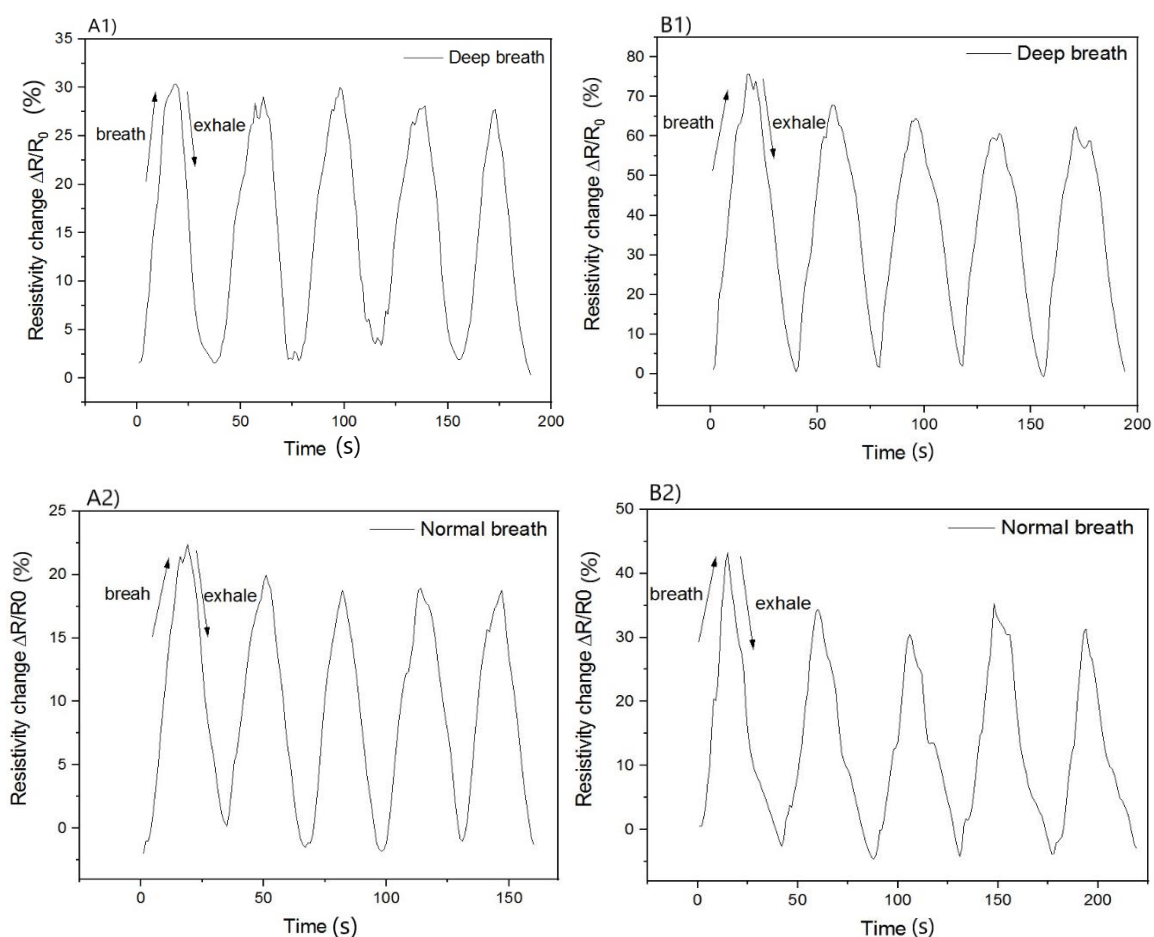 A1)
35
30
25
20
15
10
5
0
Resistivity change ΔR/R₀ (%)
Deep breath
breath
exhale
0 50 100 150 200
Time (s)
B1)
80
70
60
50
40
30
20
10
0
Resistivity change ΔR/R₀ (%)
Deep breath
breath
exhale
0 50 100 150 200
Time (s)
A2)
25
20
15
10
5
0
Resistivity change ΔR/R0 (%)
Normal breath
breah
exhale
0 50 100 150
Time (s)
B2)
50
40
30
20
10
0
Resistivity change ΔR/R0 (%)
Normal breath
breath
exhale
0 50 100 150 200
Time (s)